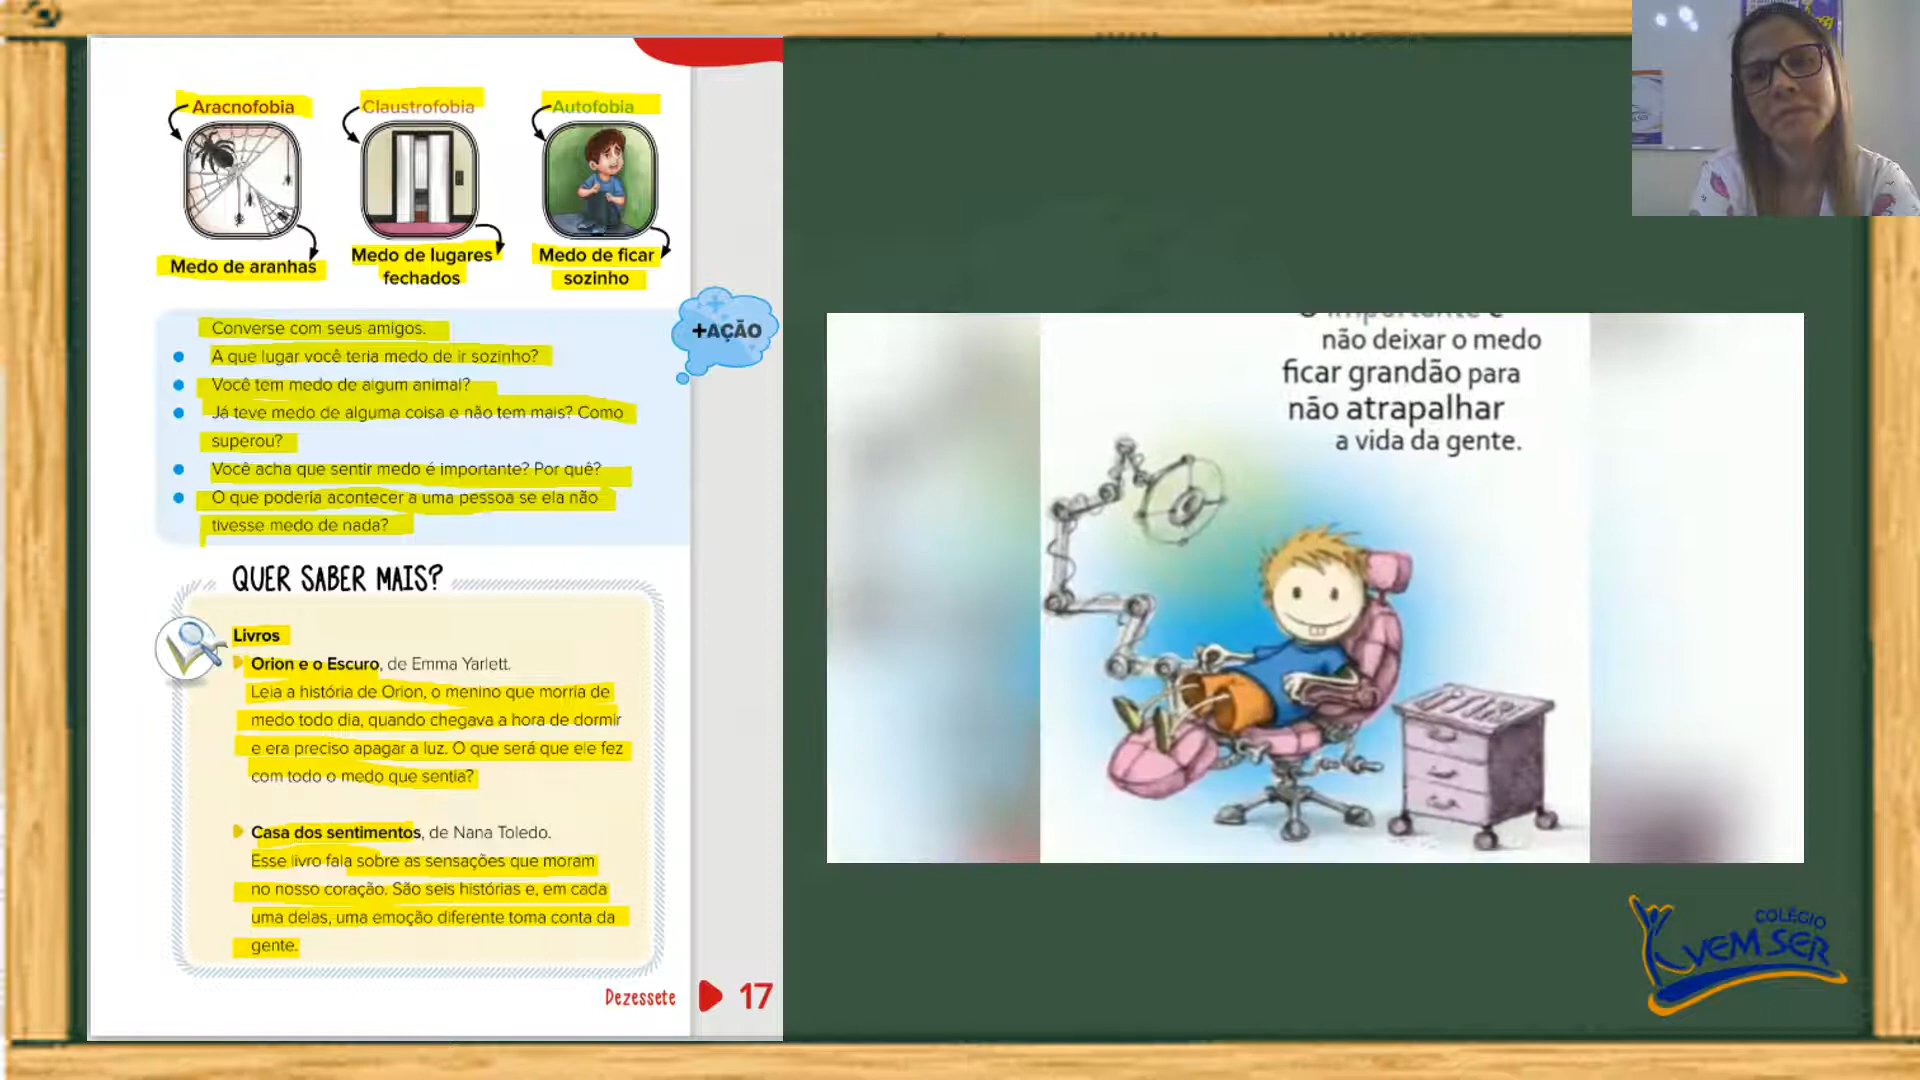 Aracnofobia
Claustrofobia
Autofobia
Medo de aranhas
Medo de lugares
fechados
Medo de ficar
sozinho
+AÇÃO
Converse com seus amigos.
A que lugar você teria medo de ir sozinho?
Você tem medo de algum animal?
Já teve medo de alguma coisa e não tem mais? Como
superou?
Você acha que sentir medo é importante? Por quê?
O que poderia acontecer a uma pessoa se ela não
tivesse medo de nada?
QUER SABER MAIS?
Livros
Orion e o Escuro, de Emma Yarlett.
Leia a história de Orion, o menino que morria de
medo todo dia, quando chegava a hora de dormir
e era preciso apagar a luz. O que será que ele fez
com todo o medo que sentia?
Casa dos sentimentos, de Nana Toledo.
Esse livro fala sobre as sensações que moram
no nosso coração. São seis histórias e, em cada
uma delas, uma emoção diferente toma conta da
gente.
Dezessete
17
O importante é
não deixar o medo
ficar grandão para
não atrapalhar
a vida da gente.
COLÉGIO
VEM SER